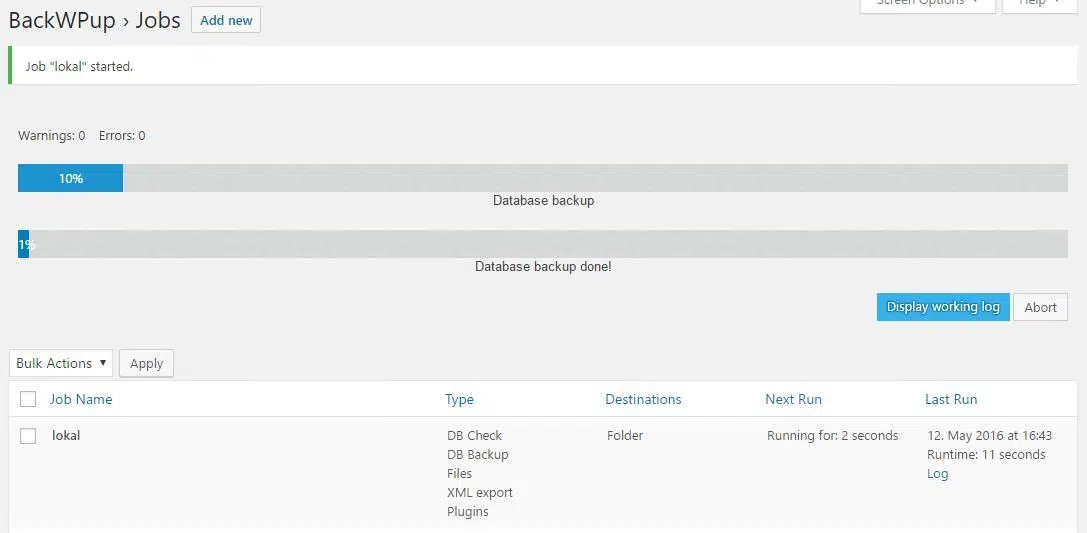 BackWPup › Jobs Add new
Screen Options Help
Job "lokal" started.
Warnings: 0 Errors: 0
10%
Database backup
1%
Database backup done!
Display working log Abort
Bulk Actions Apply
Job Name Type Destinations Next Run Last Run
lokal DB Check Folder Running for: 2 seconds 12. May 2016 at 16:43
DB Backup Runtime: 11 seconds
Files Log
XML export
Plugins